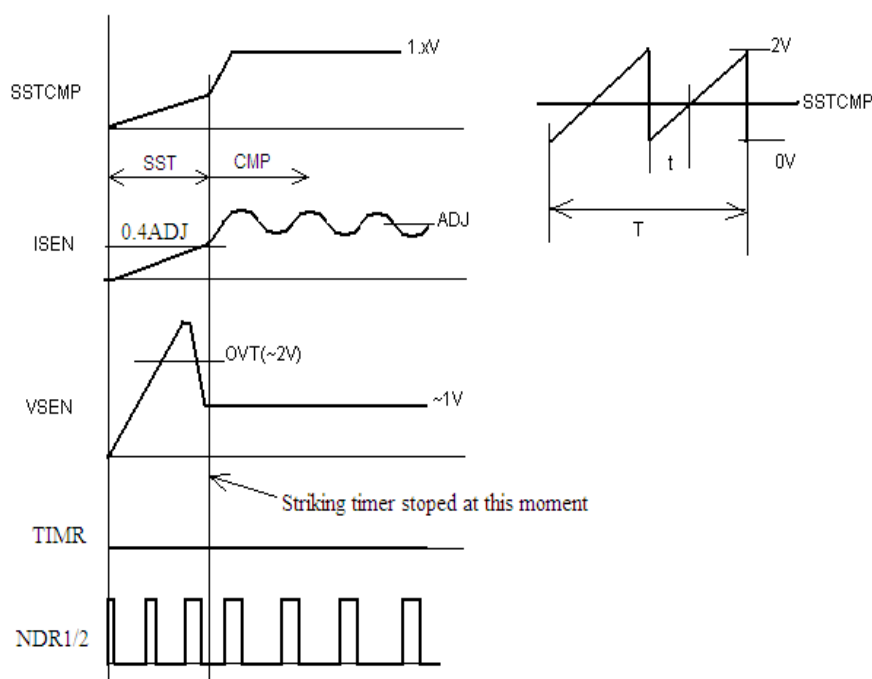 1.xV
SSTCMP
SST
CMP
ADJ
0.4ADJ
ISEN
OVT(~2V)
~1V
VSEN
Striking timer stoped at this moment
TIMR
NDR1/2
2V
SSTCMP
t
0V
T